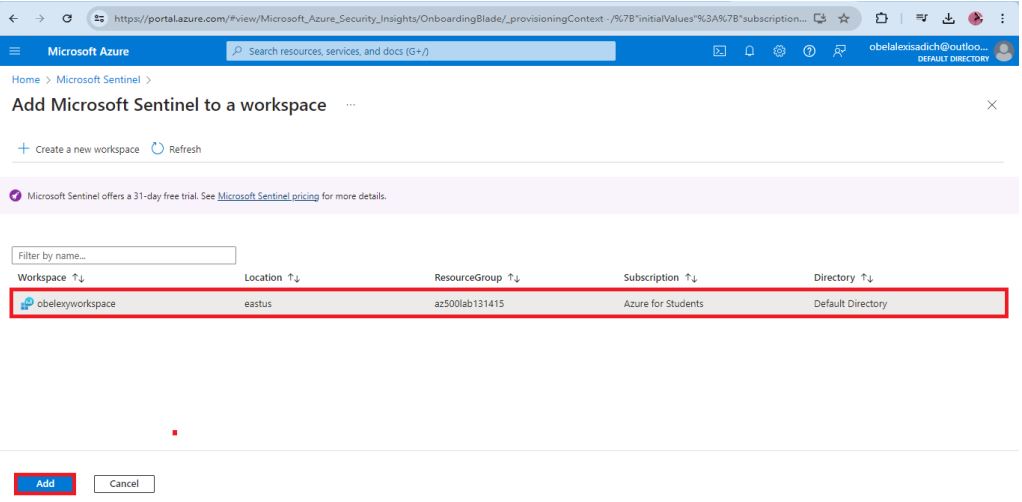 https://portal.azure.com/#view/Microsoft_Azure_Security_Insights/OnboardingBlade/_provisioningContext~/%7B"initialValues"%3A%7B"subscription...
Microsoft Azure
Search resources, services, and docs (G+/)
obelalexisadich@outloo...
DEFAULT DIRECTORY
Home > Microsoft Sentinel >
Add Microsoft Sentinel to a workspace ...
Create a new workspace Refresh
Microsoft Sentinel offers a 31-day free trial. See Microsoft Sentinel pricing for more details.
Filter by name...
Workspace Location ResourceGroup Subscription Directory
obelexyworkspace eastus az500lab131415 Azure for Students Default Directory
Add Cancel